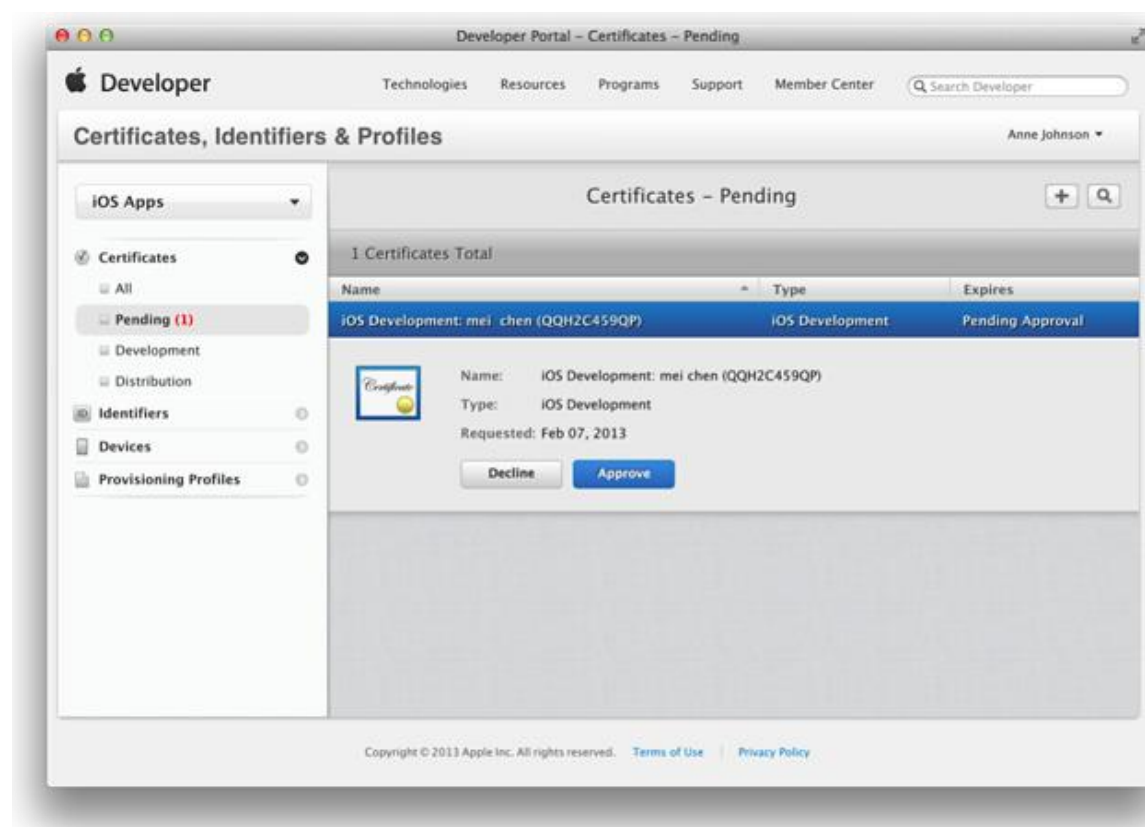 Developer Portal – Certificates – Pending
Developer
Technologies Resources Programs Support Member Center Search Developer
Certificates, Identifiers & Profiles Anne Johnson
iOS Apps
Certificates – Pending
Certificates
All
Pending (1)
Development
Distribution
Identifiers
Devices
Provisioning Profiles
1 Certificates Total
Name Type Expires
iOS Development: mei chen (QQH2C459QP) iOS Development Pending Approval
Certificate
Name: iOS Development: mei chen (QQH2C459QP)
Type: iOS Development
Requested: Feb 07, 2013
Decline Approve
Copyright © 2013 Apple Inc. All rights reserved. Terms of Use Privacy Policy